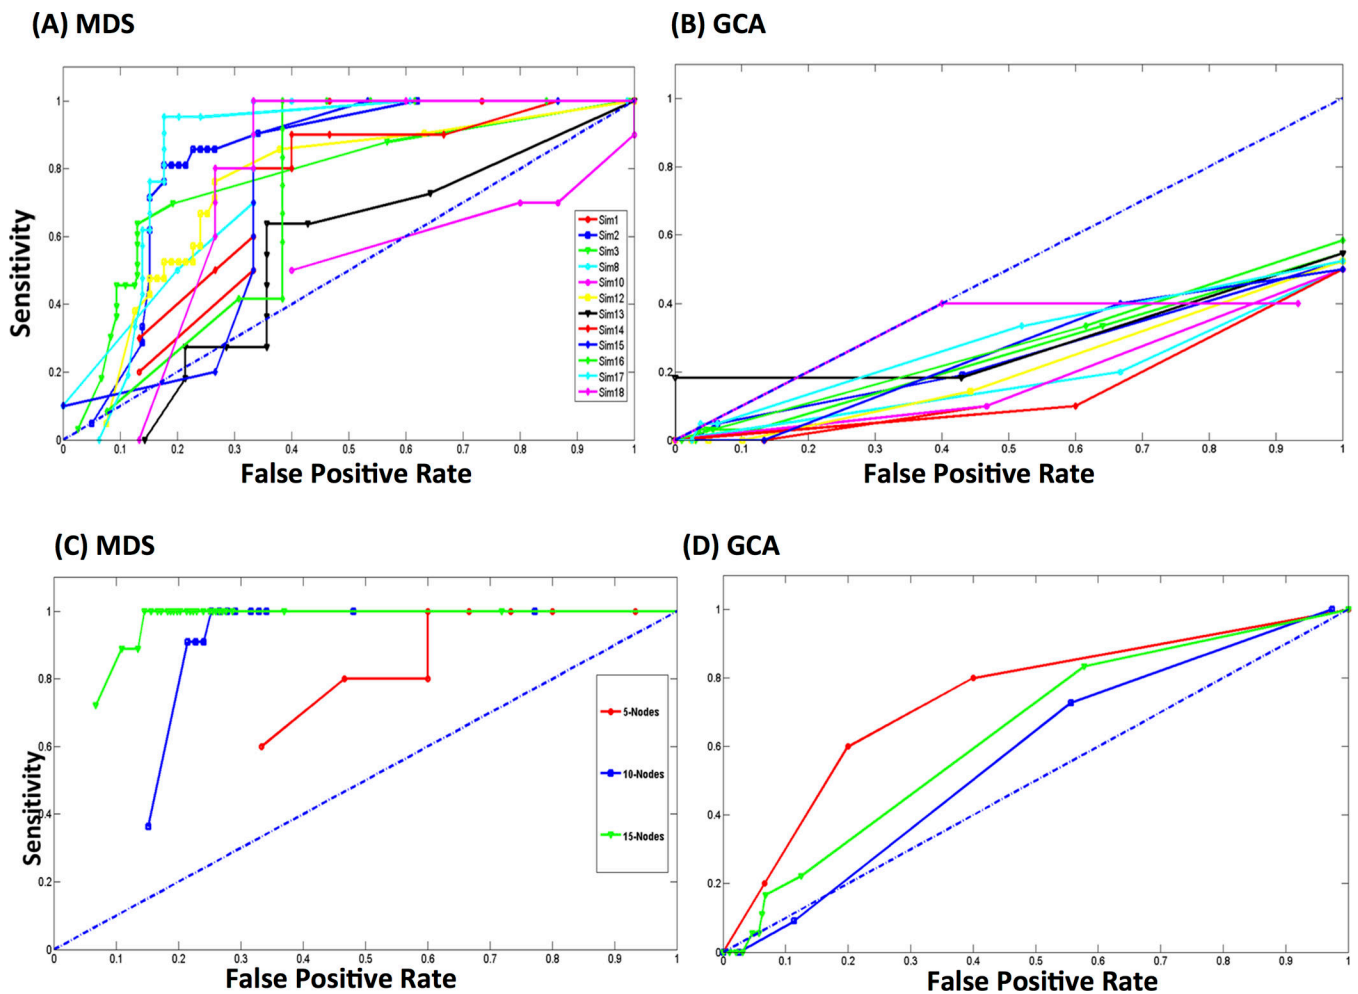 (A) MDS
(B) GCA
1
0.8
0.6
0.4
0.2
0
0 0.1 0.2 0.3 0.4 0.5 0.6 0.7 0.8 0.9 1
Sensitivity
False Positive Rate
Sim1
Sim2
Sim3
Sim8
Sim10
Sim12
Sim13
Sim14
Sim15
Sim16
Sim17
Sim18
1
0.8
0.6
0.4
0.2
0
0 0.1 0.2 0.3 0.4 0.5 0.6 0.7 0.8 0.9 1
False Positive Rate
(C) MDS
(D) GCA
1
0.8
0.6
0.4
0.2
0
0 0.1 0.2 0.3 0.4 0.5 0.6 0.7 0.8 0.9 1
Sensitivity
False Positive Rate
5-Nodes
10-Nodes
15-Nodes
1
0.8
0.6
0.4
0.2
0
0 0.1 0.2 0.3 0.4 0.5 0.6 0.7 0.8 0.9 1
False Positive Rate